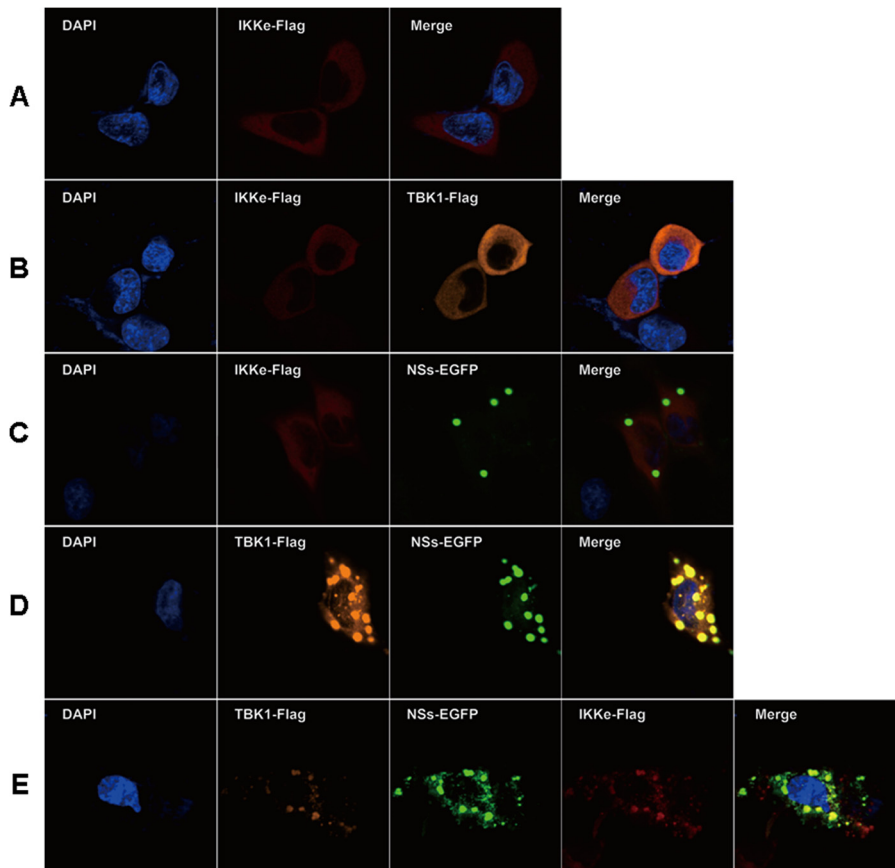 DAPI IKKe-Flag Merge
A
DAPI IKKe-Flag TBK1-Flag Merge
B
DAPI IKKe-Flag NSs-EGFP Merge
C
DAPI TBK1-Flag NSs-EGFP Merge
D
DAPI TBK1-Flag NSs-EGFP IKKe-Flag Merge
E